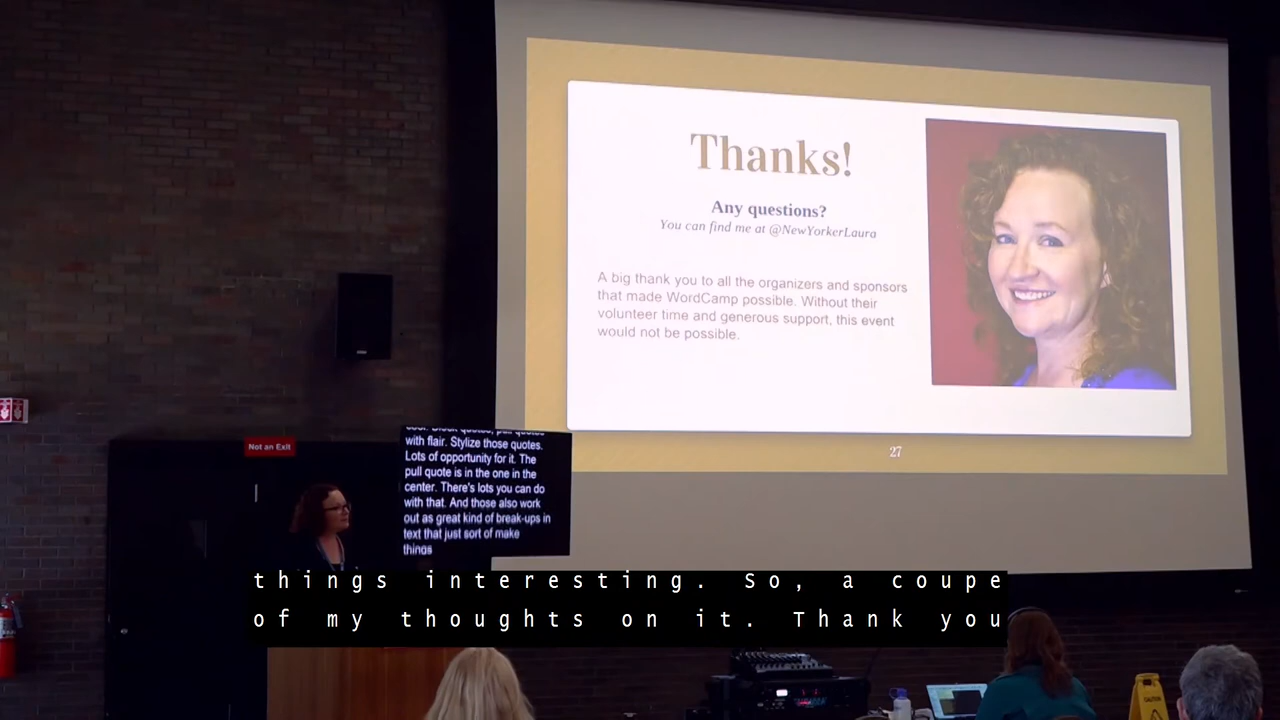 Thanks!
Any questions?
You can find me at @NewYorkerLaura
A big thank you to all the organizers and sponsors
that made WordCamp possible. Without their
volunteer time and generous support, this event
would not be possible.
27
Not an Exit
with flair. Stylize those quotes.
Lots of opportunity for it. The
pull quote is in the one in the
center. There's lots you can do
with that. And those also work
out as great kind of break-ups in
text that just sort of make
things
things interesting. So, a coupe
of my thoughts on it. Thank you
CAUTION